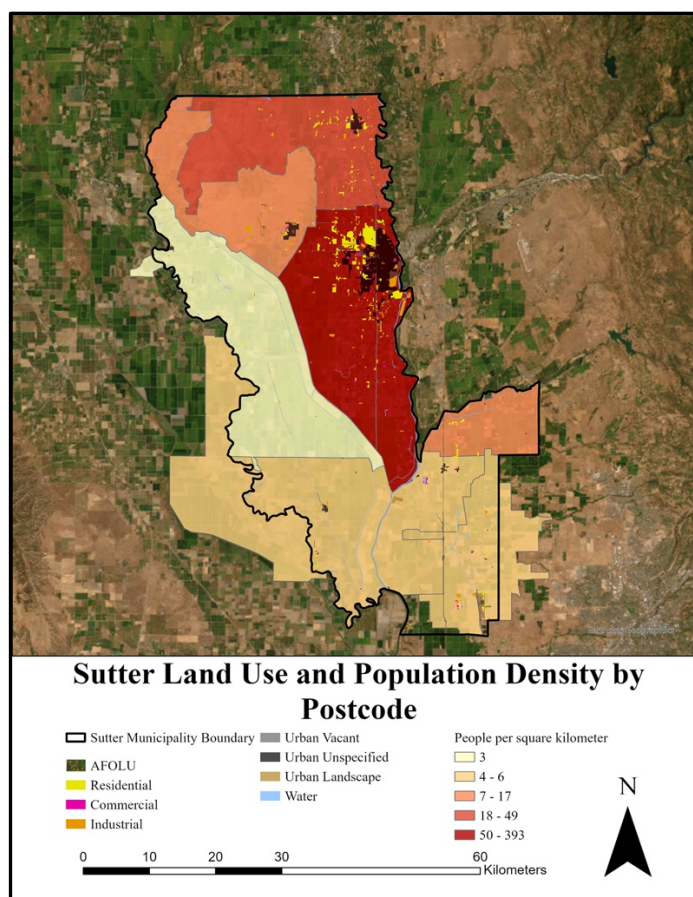 Sutter Land Use and Population Density by
Postcode
Sutter Municipality Boundary
AFOLU
Residential
Commercial
Industrial
Urban Vacant
Urban Unspecified
Urban Landscape
Water
People per square kilometer
3
4 - 6
7 - 17
18 - 49
50 - 393
N
0 10 20 30 60
Kilometers